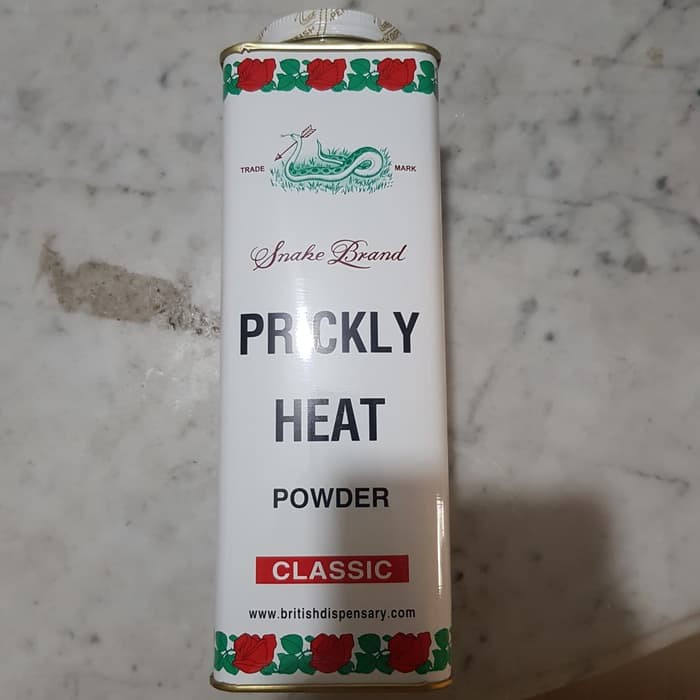 TRADE MARK
Snake Brand
PRICKLY
HEAT
POWDER
CLASSIC
www.britishdispensary.com